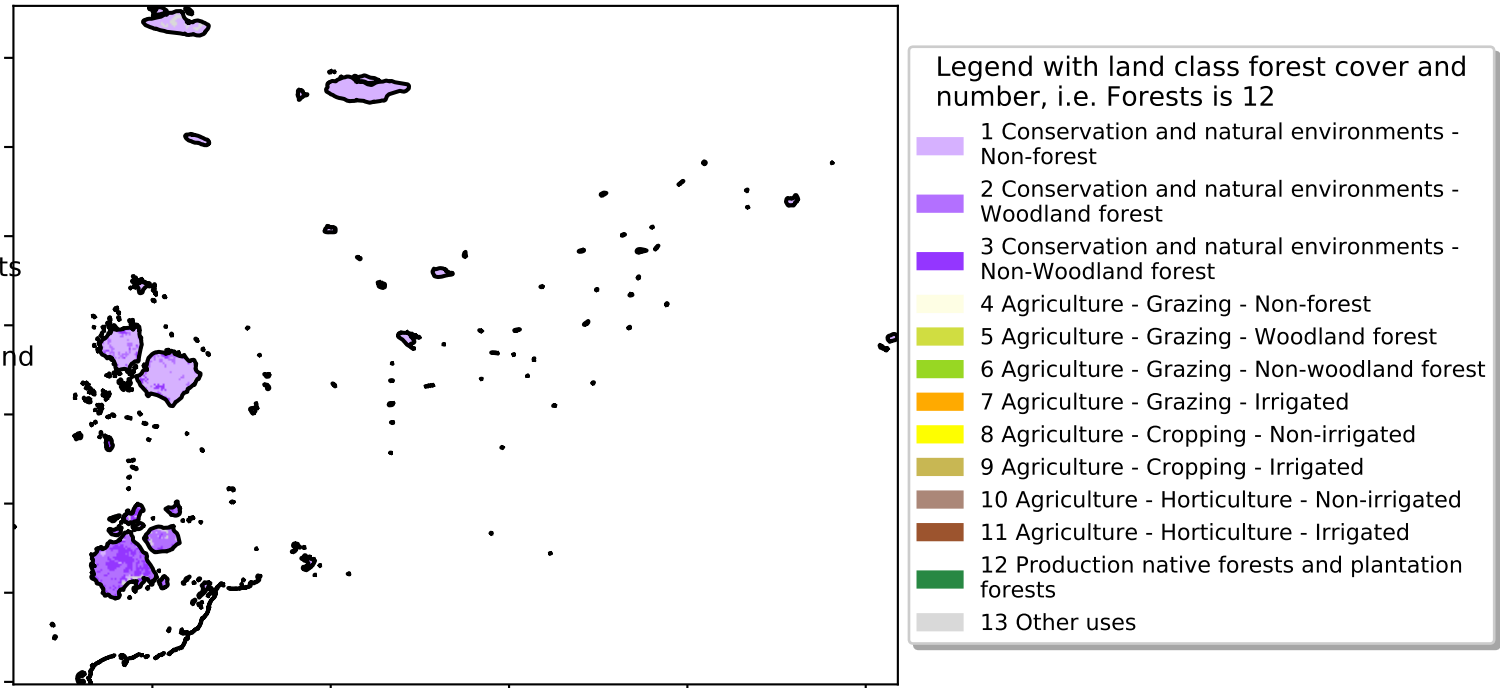 ts
nd
Legend with land class forest cover and
number, i.e. Forests is 12
1 Conservation and natural environments -
Non-forest
2 Conservation and natural environments -
Woodland forest
3 Conservation and natural environments -
Non-Woodland forest
4 Agriculture - Grazing - Non-forest
5 Agriculture - Grazing - Woodland forest
6 Agriculture - Grazing - Non-woodland forest
7 Agriculture - Grazing - Irrigated
8 Agriculture - Cropping - Non-irrigated
9 Agriculture - Cropping - Irrigated
10 Agriculture - Horticulture - Non-irrigated
11 Agriculture - Horticulture - Irrigated
12 Production native forests and plantation
forests
13 Other uses